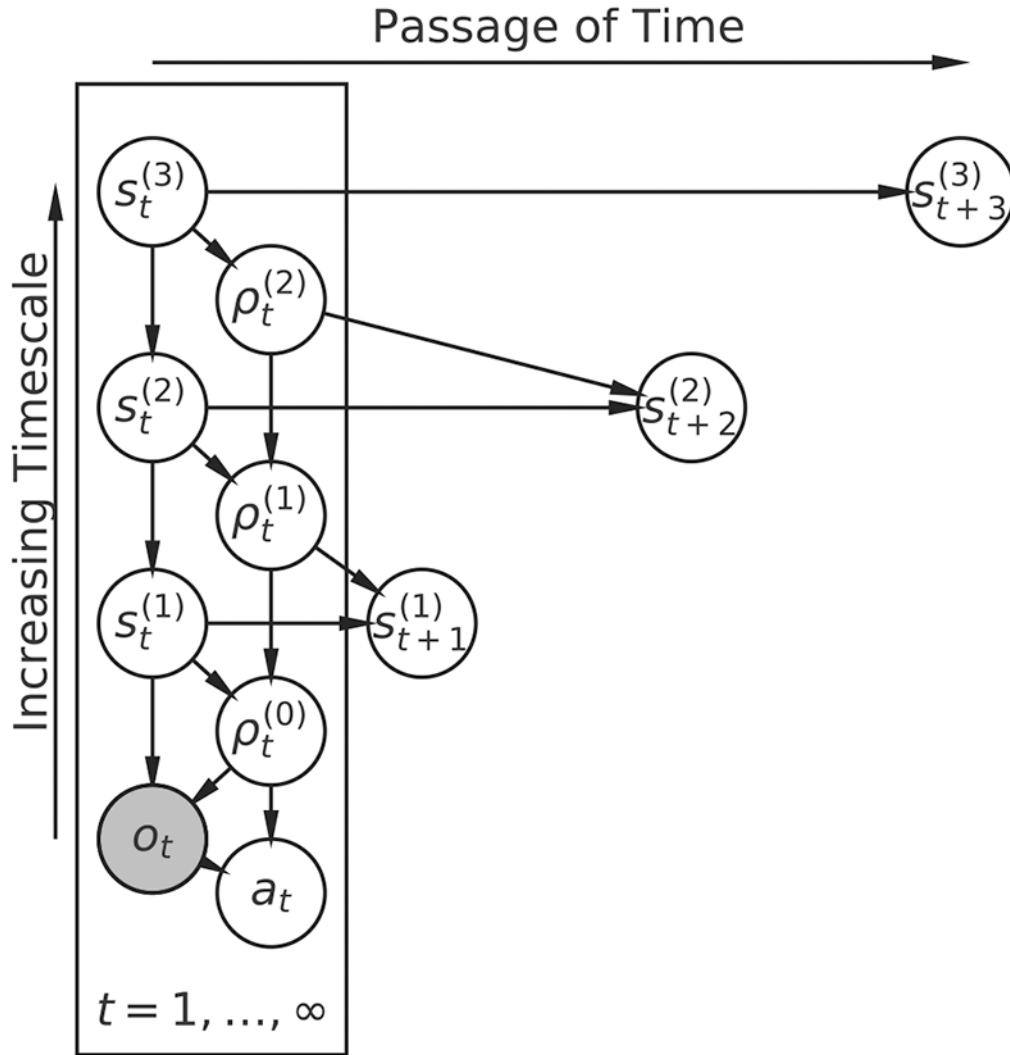 Passage of Time
Increasing Timescale
s_t^(3)
s_{t+3}^(3)
ρ_t^(2)
s_t^(2)
s_{t+2}^(2)
ρ_t^(1)
s_t^(1)
s_{t+1}^(1)
ρ_t^(0)
o_t
a_t
t = 1, ..., ∞